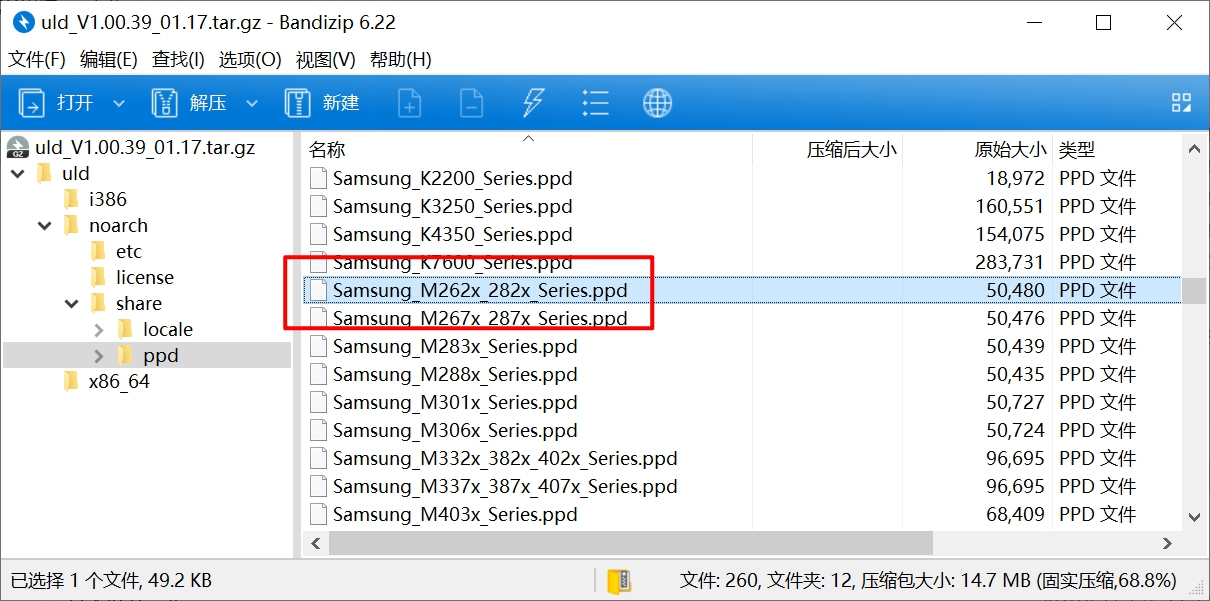 uld_V1.00.39_01.17.tar.gz - Bandizip 6.22
文件(F) 编辑(E) 查找(I) 选项(O) 视图(V) 帮助(H)
打开 解压 新建
uld_V1.00.39_01.17.tar.gz
uld
i386
noarch
etc
license
share
locale
ppd
x86_64
名称 压缩后大小 原始大小 类型
Samsung_K2200_Series.ppd 18,972 PPD 文件
Samsung_K3250_Series.ppd 160,551 PPD 文件
Samsung_K4350_Series.ppd 154,075 PPD 文件
Samsung_K7600_Series.ppd 283,731 PPD 文件
Samsung_M262x_282x_Series.ppd 50,480 PPD 文件
Samsung_M267x_287x_Series.ppd 50,476 PPD 文件
Samsung_M283x_Series.ppd 50,439 PPD 文件
Samsung_M288x_Series.ppd 50,435 PPD 文件
Samsung_M301x_Series.ppd 50,727 PPD 文件
Samsung_M306x_Series.ppd 50,724 PPD 文件
Samsung_M332x_382x_402x_Series.ppd 96,695 PPD 文件
Samsung_M337x_387x_407x_Series.ppd 96,695 PPD 文件
Samsung_M403x_Series.ppd 68,409 PPD 文件
已选择 1 个文件, 49.2 KB 文件: 260, 文件夹: 12, 压缩包大小: 14.7 MB (固实压缩,68.8%)